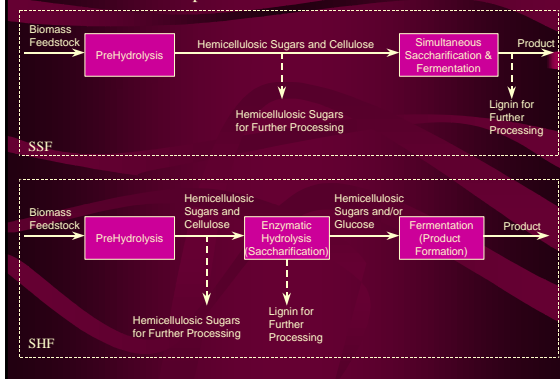 Biomass
Feedstock
PreHydrolysis
Hemicellulosic Sugars and Cellulose
Simultaneous
Saccharification &
Fermentation
Product
Hemicellulosic Sugars
for Further Processing
Lignin for
Further
Processing
SSF
Biomass
Feedstock
PreHydrolysis
Hemicellulosic
Sugars and
Cellulose
Enzymatic
Hydrolysis
(Saccharification)
Hemicellulosic
Sugars and/or
Glucose
Fermentation
(Product
Formation)
Product
Hemicellulosic Sugars
for Further Processing
Lignin for
Further
Processing
SHF